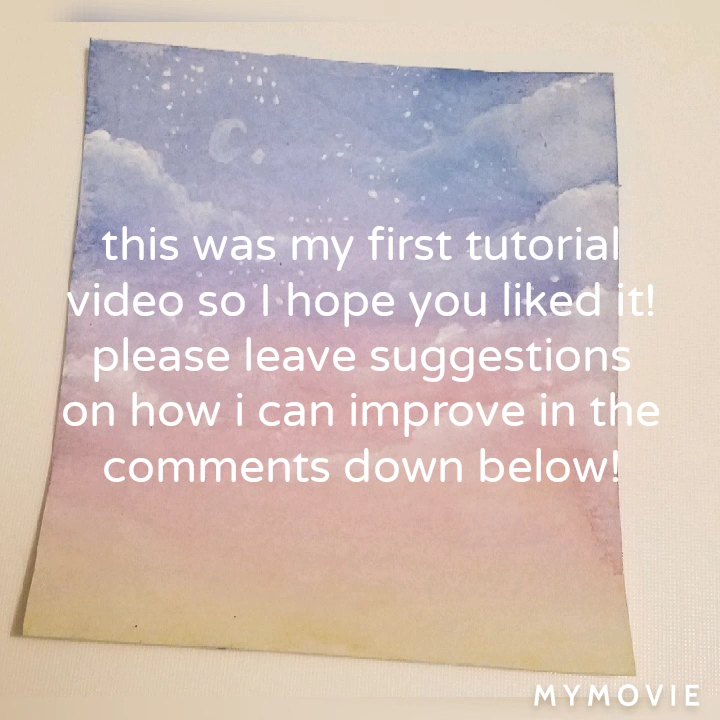 this was my first tutorial
video so I hope you liked it!
please leave suggestions
on how i can improve in the
comments down below!
MYMOVIE